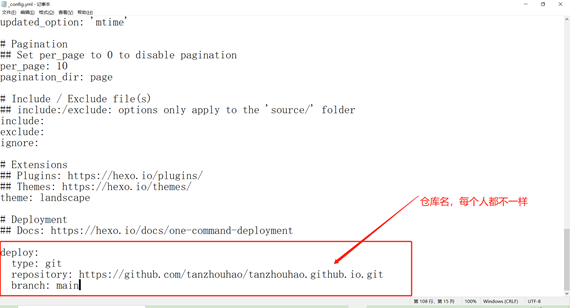 _config.yml - 记事本
文件(F) 编辑(E) 格式(O) 查看(V) 帮助(H)
updated_option: 'mtime'
# Pagination
## Set per_page to 0 to disable pagination
per_page: 10
pagination_dir: page
# Include / Exclude file(s)
## include:/exclude: options only apply to the 'source/' folder
include:
exclude:
ignore:
# Extensions
## Plugins: https://hexo.io/plugins/
## Themes: https://hexo.io/themes/
theme: landscape
仓库名，每个人都不一样
# Deployment
## Docs: https://hexo.io/docs/one-command-deployment
deploy:
  type: git
  repository: https://github.com/tanzhouhao/tanzhouhao.github.io.git
  branch: main
第 108 行，第 15 列 100% Windows (CRLF) UTF-8